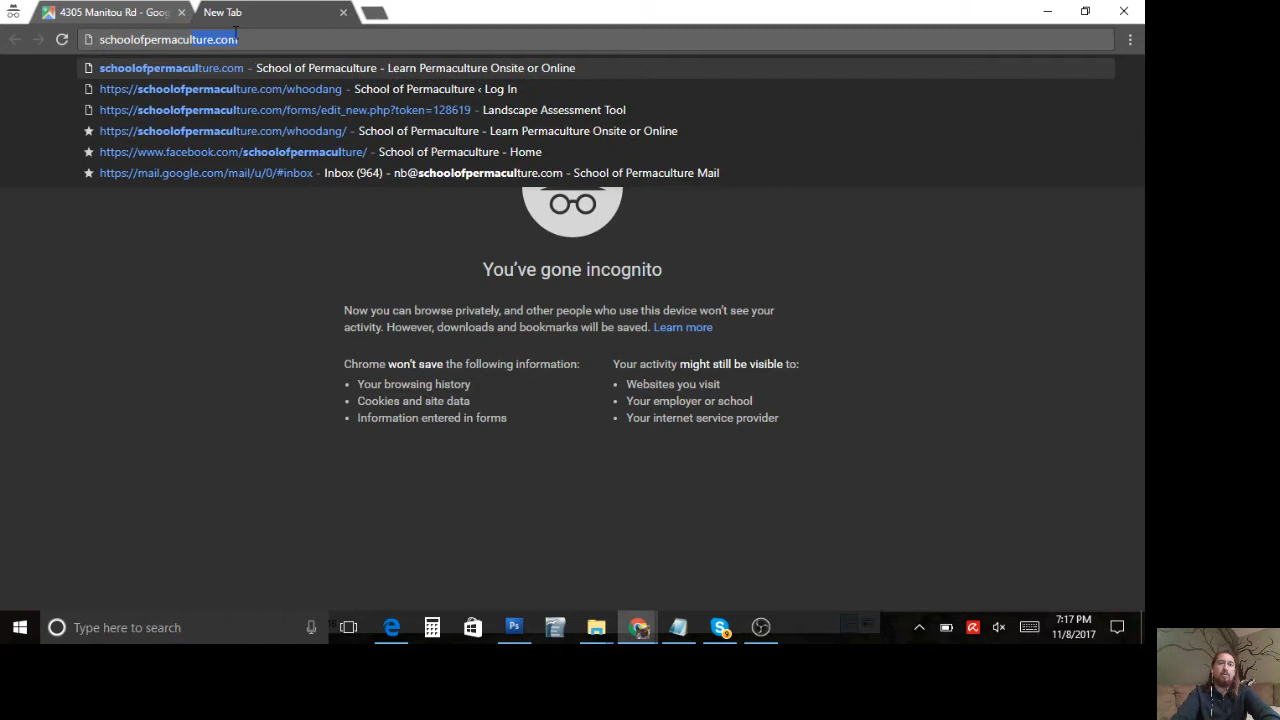 4305 Manitou Rd - Goog
New Tab
schoolofpermaculture.com
schoolofpermaculture.com - School of Permaculture - Learn Permaculture Onsite or Online
https://schoolofpermaculture.com/whoodang - School of Permaculture ‹ Log In
https://schoolofpermaculture.com/forms/edit_new.php?token=128619 - Landscape Assessment Tool
https://schoolofpermaculture.com/whoodang/ - School of Permaculture - Learn Permaculture Onsite or Online
https://www.facebook.com/schoolofpermaculture/ - School of Permaculture - Home
https://mail.google.com/mail/u/0/#inbox - Inbox (964) - nb@schoolofpermaculture.com - School of Permaculture Mail
You've gone incognito
Now you can browse privately, and other people who use this device won't see your
activity. However, downloads and bookmarks will be saved. Learn more
Chrome won't save the following information:
• Your browsing history
• Cookies and site data
• Information entered in forms
Your activity might still be visible to:
• Websites you visit
• Your employer or school
• Your internet service provider
Type here to search
Ps
9
7:17 PM
11/8/2017